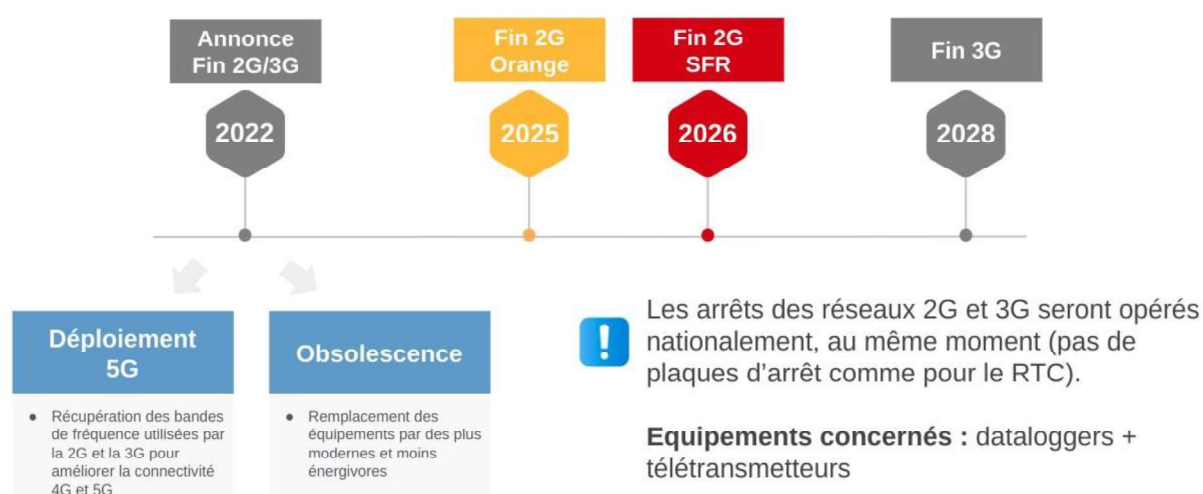 Annonce
Fin 2G/3G
Fin 2G
Orange
Fin 2G
SFR
Fin 3G
2022
2025
2026
2028
Déploiement
5G
● Récupération des bandes
de fréquence utilisées par
la 2G et la 3G pour
améliorer la connectivité
4G et 5G
Obsolescence
● Remplacement des
équipements par des plus
modernes et moins
énergivores
!
Les arrêts des réseaux 2G et 3G seront opérés
nationalement, au même moment (pas de
plaques d’arrêt comme pour le RTC).
Equipements concernés : dataloggers +
télétransmetteurs